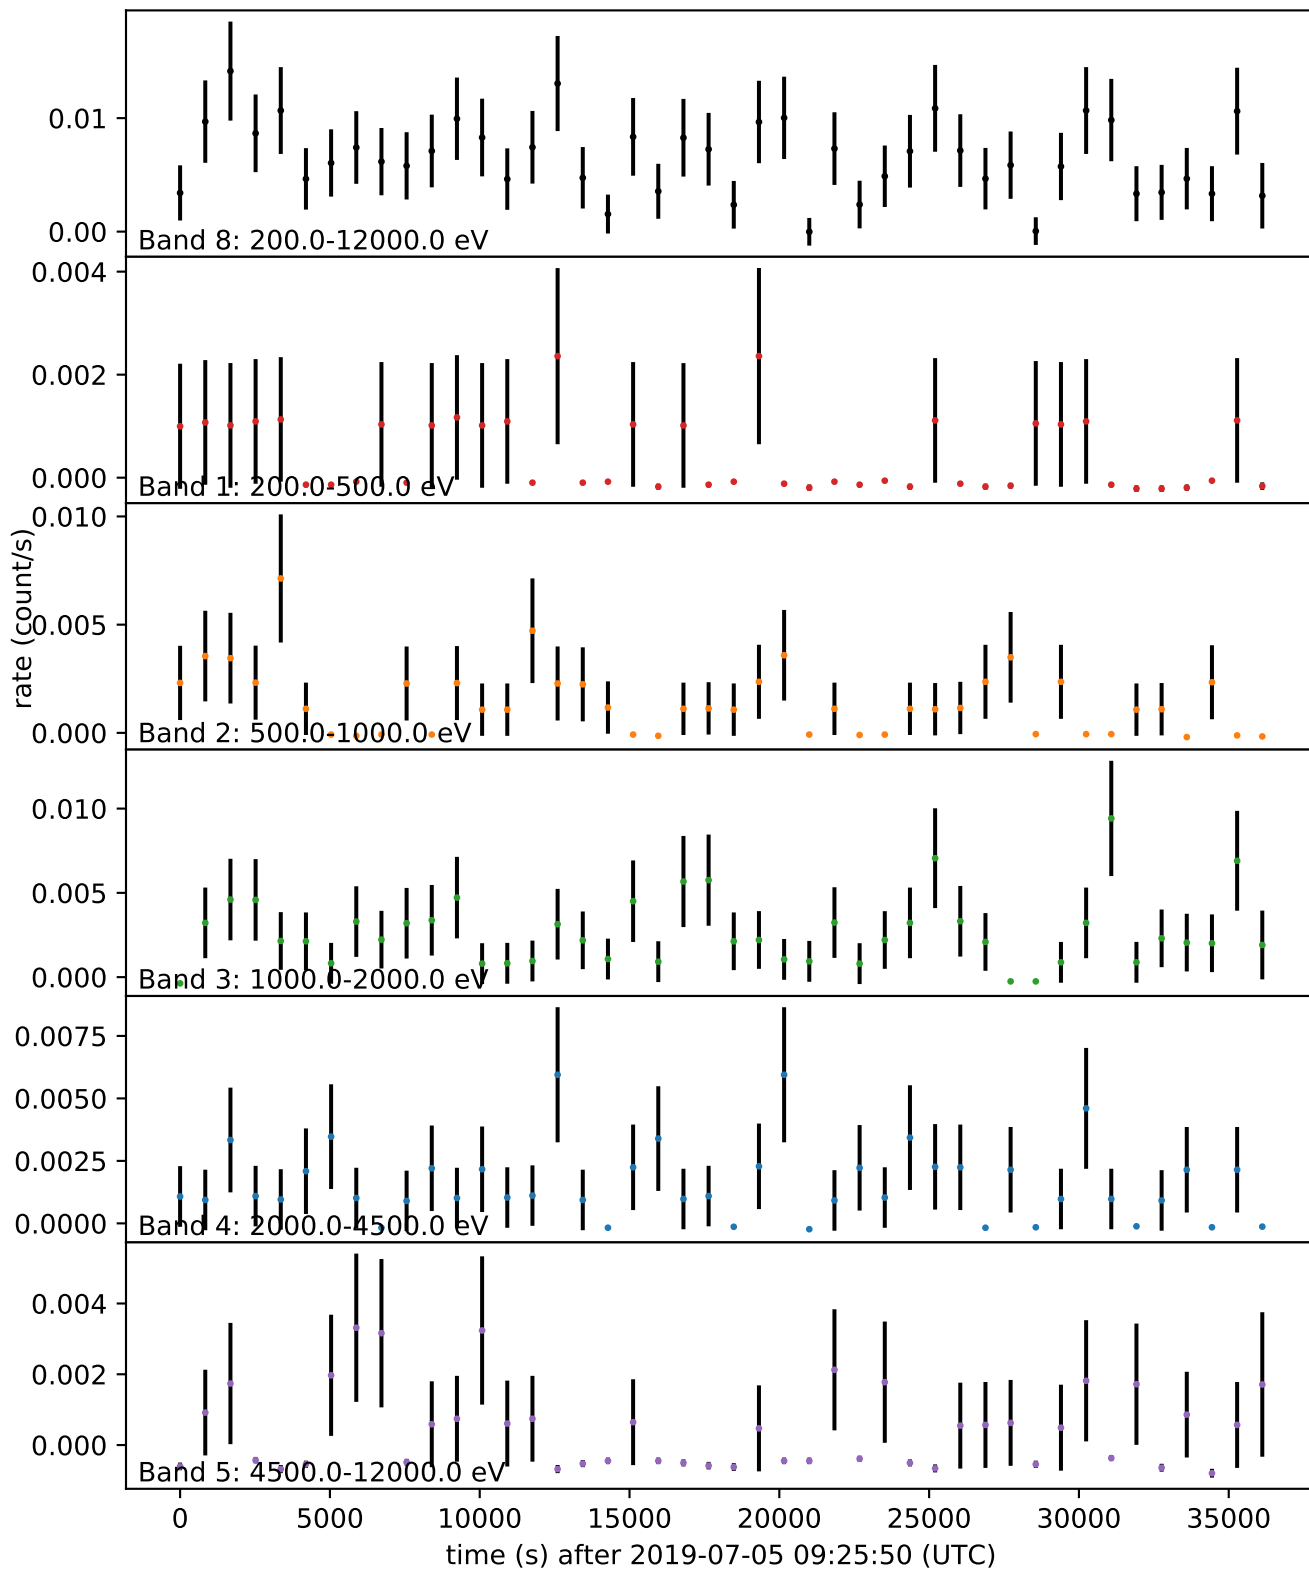 0.01
0.00
Band 8: 200.0-12000.0 eV
0.004
0.002
0.000
Band 1: 200.0-500.0 eV
0.010
0.005
0.000
Band 2: 500.0-1000.0 eV
rate (count/s)
0.010
0.005
0.000
Band 3: 1000.0-2000.0 eV
0.0075
0.0050
0.0025
0.0000
Band 4: 2000.0-4500.0 eV
0.004
0.002
0.000
Band 5: 4500.0-12000.0 eV
0 5000 10000 15000 20000 25000 30000 35000
time (s) after 2019-07-05 09:25:50 (UTC)